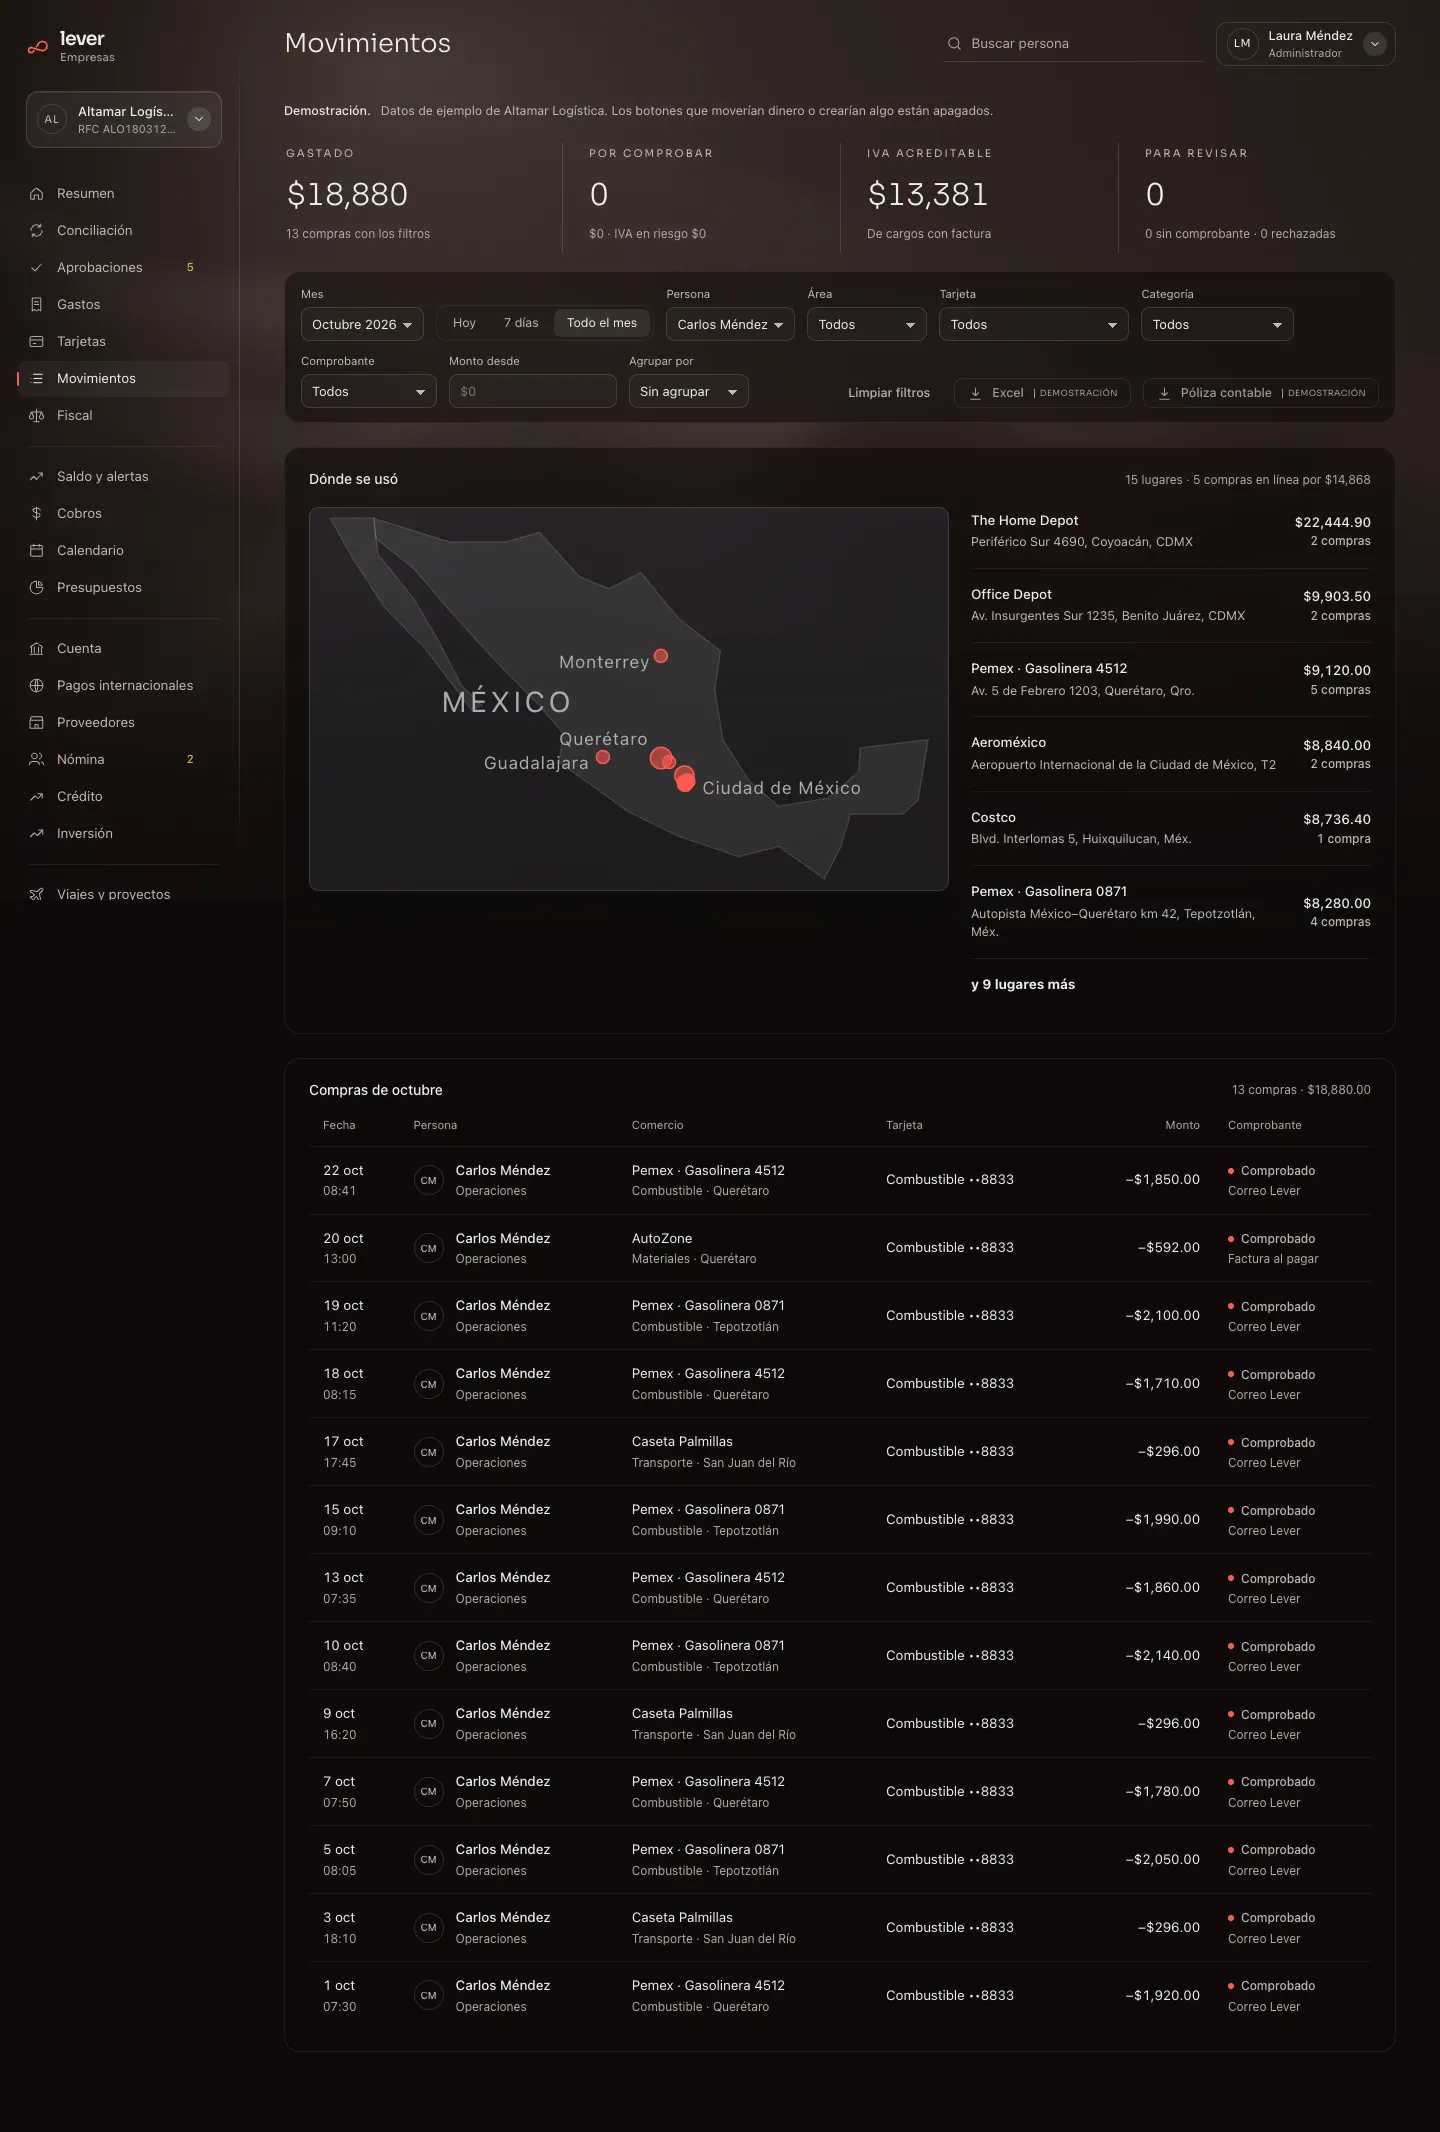 lever
Empresas
AL
Altamar Logís...
RFC ALO180312...
Resumen
Conciliación
Aprobaciones 5
Gastos
Tarjetas
Movimientos
Fiscal
Saldo y alertas
Cobros
Calendario
Presupuestos
Cuenta
Pagos internacionales
Proveedores
Nómina 2
Crédito
Inversión
Viajes y proyectos
Movimientos
Buscar persona
LM
Laura Méndez
Administrador
Demostración. Datos de ejemplo de Altamar Logística. Los botones que moverían dinero o crearían algo están apagados.
GASTADO
$18,880
13 compras con los filtros
POR COMPROBAR
0
$0 · IVA en riesgo $0
IVA ACREDITABLE
$13,381
De cargos con factura
PARA REVISAR
0
0 sin comprobante · 0 rechazadas
Mes
Octubre 2026
Hoy 7 días Todo el mes
Persona
Carlos Méndez
Área
Todos
Tarjeta
Todos
Categoría
Todos
Comprobante
Todos
Monto desde
$0
Agrupar por
Sin agrupar
Limpiar filtros
Excel | DEMOSTRACIÓN
Póliza contable | DEMOSTRACIÓN
Dónde se usó
15 lugares · 5 compras en línea por $14,868
Monterrey
MÉXICO
Querétaro
Guadalajara
Ciudad de México
The Home Depot $22,444.90
Periférico Sur 4690, Coyoacán, CDMX 2 compras
Office Depot $9,903.50
Av. Insurgentes Sur 1235, Benito Juárez, CDMX 2 compras
Pemex · Gasolinera 4512 $9,120.00
Av. 5 de Febrero 1203, Querétaro, Qro. 5 compras
Aeroméxico $8,840.00
Aeropuerto Internacional de la Ciudad de México, T2 2 compras
Costco $8,736.40
Blvd. Interlomas 5, Huixquilucan, Méx. 1 compra
Pemex · Gasolinera 0871 $8,280.00
Autopista México–Querétaro km 42, Tepotzotlán, 4 compras
Méx.
y 9 lugares más
Compras de octubre 13 compras · $18,880.00
Fecha Persona Comercio Tarjeta Monto Comprobante
22 oct Carlos Méndez Pemex · Gasolinera 4512 Comprobado
CM Combustible ··8833 −$1,850.00
08:41 Operaciones Combustible · Querétaro Correo Lever
20 oct Carlos Méndez AutoZone Comprobado
CM Combustible ··8833 −$592.00
13:00 Operaciones Materiales · Querétaro Factura al pagar
19 oct Carlos Méndez Pemex · Gasolinera 0871 Comprobado
CM Combustible ··8833 −$2,100.00
11:20 Operaciones Combustible · Tepotzotlán Correo Lever
18 oct Carlos Méndez Pemex · Gasolinera 4512 Comprobado
CM Combustible ··8833 −$1,710.00
08:15 Operaciones Combustible · Querétaro Correo Lever
17 oct Carlos Méndez Caseta Palmillas Comprobado
CM Combustible ··8833 −$296.00
17:45 Operaciones Transporte · San Juan del Río Correo Lever
15 oct Carlos Méndez Pemex · Gasolinera 0871 Comprobado
CM Combustible ··8833 −$1,990.00
09:10 Operaciones Combustible · Tepotzotlán Correo Lever
13 oct Carlos Méndez Pemex · Gasolinera 4512 Comprobado
CM Combustible ··8833 −$1,860.00
07:35 Operaciones Combustible · Querétaro Correo Lever
10 oct Carlos Méndez Pemex · Gasolinera 0871 Comprobado
CM Combustible ··8833 −$2,140.00
08:40 Operaciones Combustible · Tepotzotlán Correo Lever
9 oct Carlos Méndez Caseta Palmillas Comprobado
CM Combustible ··8833 −$296.00
16:20 Operaciones Transporte · San Juan del Río Correo Lever
7 oct Carlos Méndez Pemex · Gasolinera 4512 Comprobado
CM Combustible ··8833 −$1,780.00
07:50 Operaciones Combustible · Querétaro Correo Lever
5 oct Carlos Méndez Pemex · Gasolinera 0871 Comprobado
CM Combustible ··8833 −$2,050.00
08:05 Operaciones Combustible · Tepotzotlán Correo Lever
3 oct Carlos Méndez Caseta Palmillas Comprobado
CM Combustible ··8833 −$296.00
18:10 Operaciones Transporte · San Juan del Río Correo Lever
1 oct Carlos Méndez Pemex · Gasolinera 4512 Comprobado
CM Combustible ··8833 −$1,920.00
07:30 Operaciones Combustible · Querétaro Correo Lever